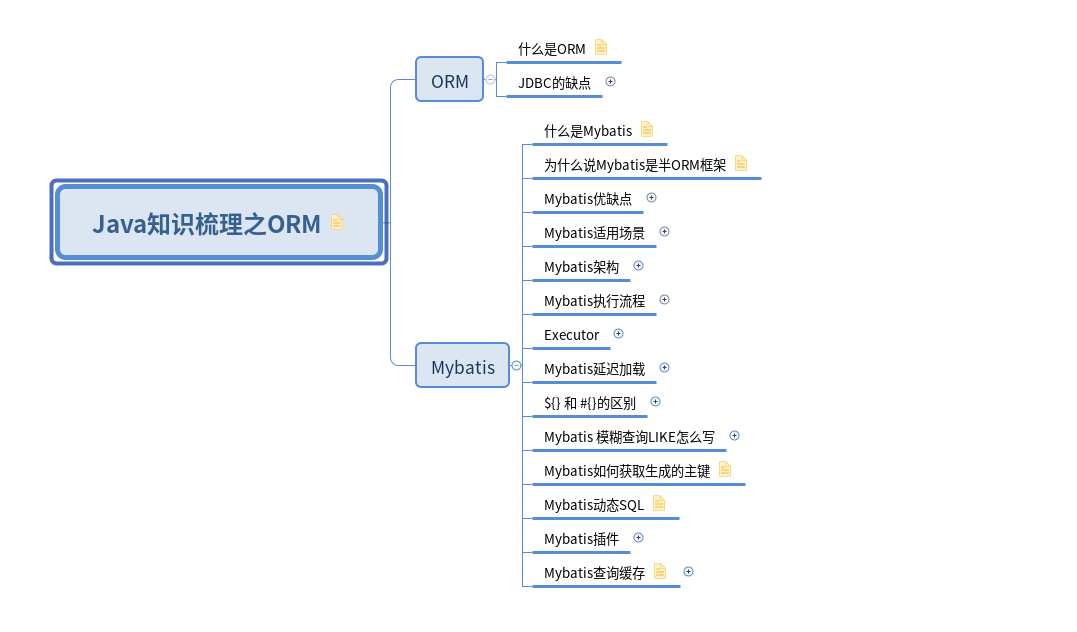 Java知识梳理之ORM
ORM
什么是ORM
JDBC的缺点
Mybatis
什么是Mybatis
为什么说Mybatis是半ORM框架
Mybatis优缺点
Mybatis适用场景
Mybatis架构
Mybatis执行流程
Executor
Mybatis延迟加载
${} 和 #{}的区别
Mybatis 模糊查询LIKE怎么写
Mybatis如何获取生成的主键
Mybatis动态SQL
Mybatis插件
Mybatis查询缓存